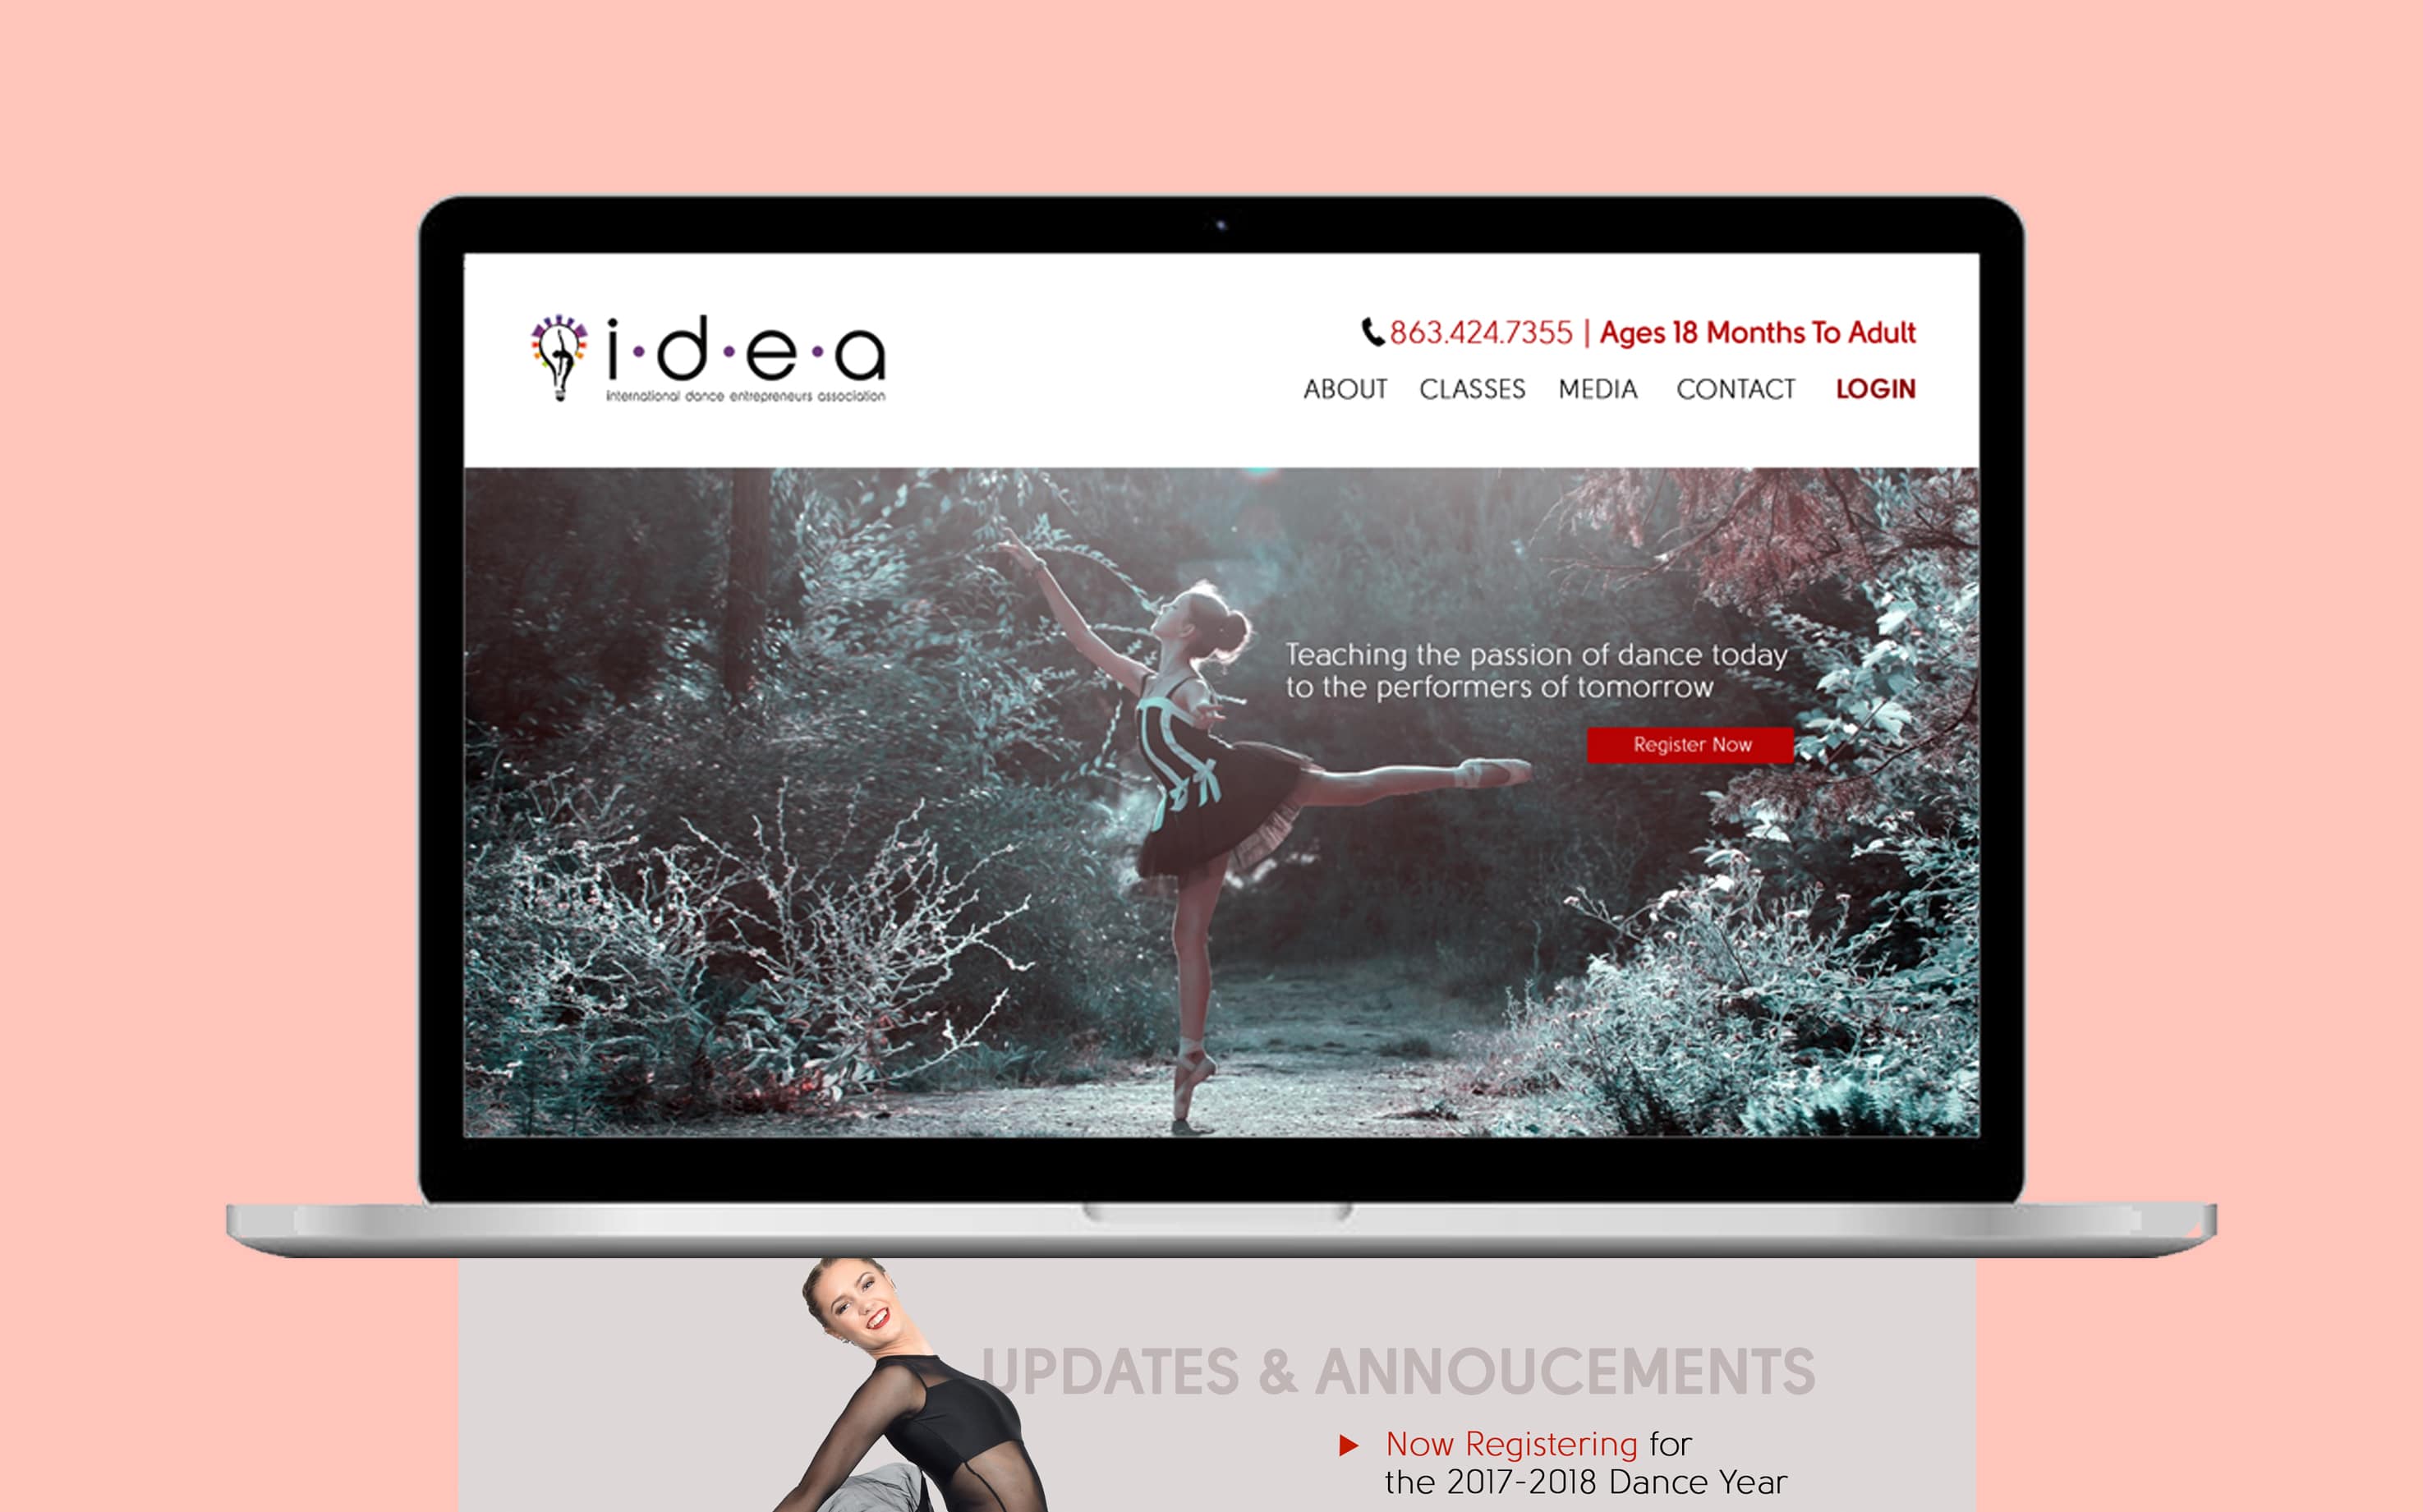 i·d·e·a
international dance entrepreneurs association
863.424.7355 | Ages 18 Months To Adult
ABOUT CLASSES MEDIA CONTACT LOGIN
Teaching the passion of dance today
to the performers of tomorrow
Register Now
UPDATES & ANNOUCEMENTS
Now Registering for
the 2017-2018 Dance Year